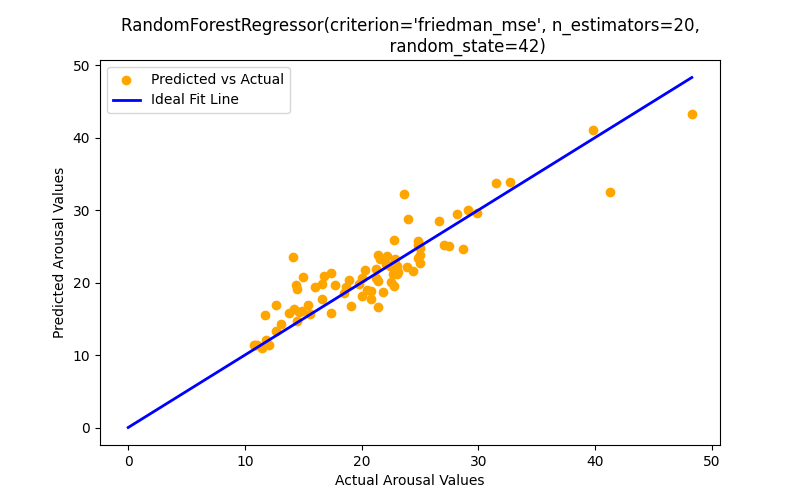 RandomForestRegressor(criterion='friedman_mse', n_estimators=20,
random_state=42)
Predicted vs Actual
Ideal Fit Line
Predicted Arousal Values
50
40
30
20
10
0
0 10 20 30 40 50
Actual Arousal Values